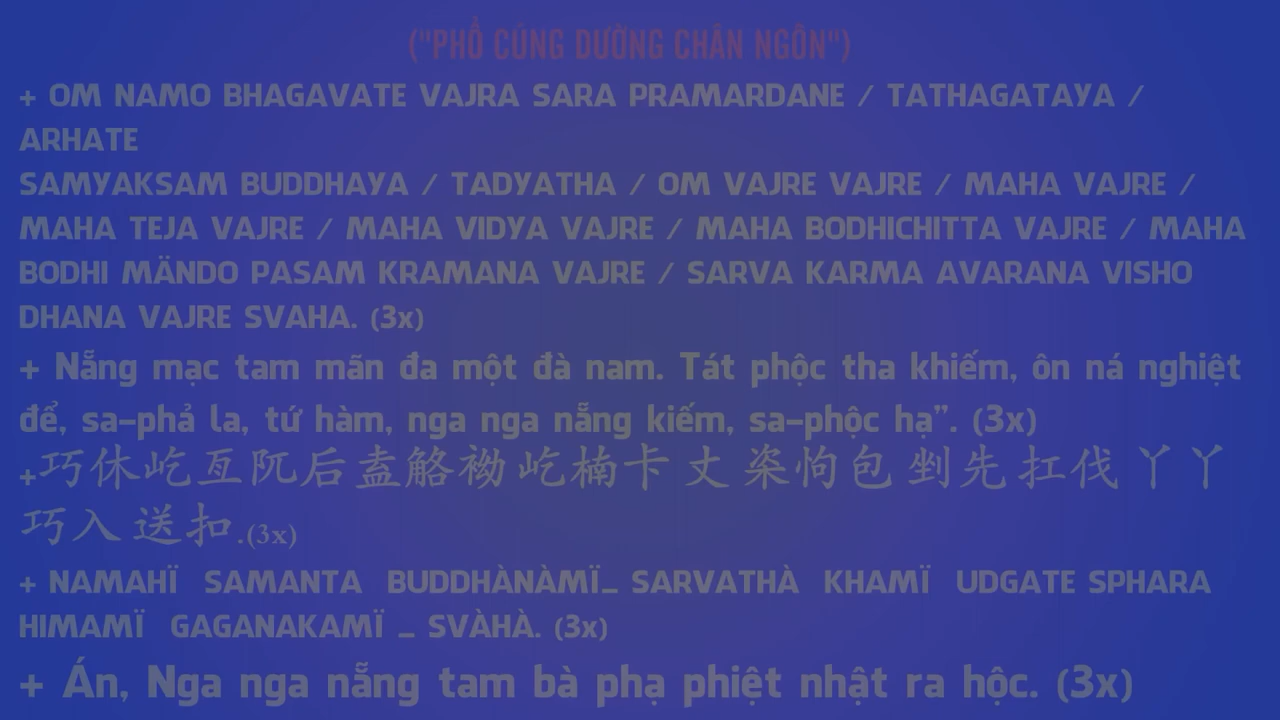 ("PHỔ CÚNG DƯỜNG CHÂN NGÔN")
+ OM NAMO BHAGAVATE VAJRA SARA PRAMARDANE / TATHAGATAYA /
ARHATE
SAMYAKSAM BUDDHAYA / TADYATHA / OM VAJRE VAJRE / MAHA VAJRE /
MAHA TEJA VAJRE / MAHA VIDYA VAJRE / MAHA BODHICHITTA VAJRE / MAHA
BODHI MÄNDO PASAM KRAMANA VAJRE / SARVA KARMA AVARANA VISHO
DHANA VAJRE SVAHA. (3x)
+ Nẵng mạc tam mãn đa một đà nam. Tát phộc tha khiếm, ôn ná nghiệt
để, sa-phả la, tứ hàm, nga nga nẵng kiếm, sa-phộc hạ”. (3x)
+巧休屹亙阢后盍觡袎屹楠卡丈桼怐包剉先扛伐丫丫
巧入送扣.(3x)
+ NAMAHÏ SAMANTA BUDDHÀNÀMÏ_ SARVATHÀ KHAMÏ UDGATE SPHARA
HIMAMÏ GAGANAKAMÏ _ SVÀHÀ. (3x)
+ Án, Nga nga nẵng tam bà phạ phiệt nhật ra hộc. (3x)